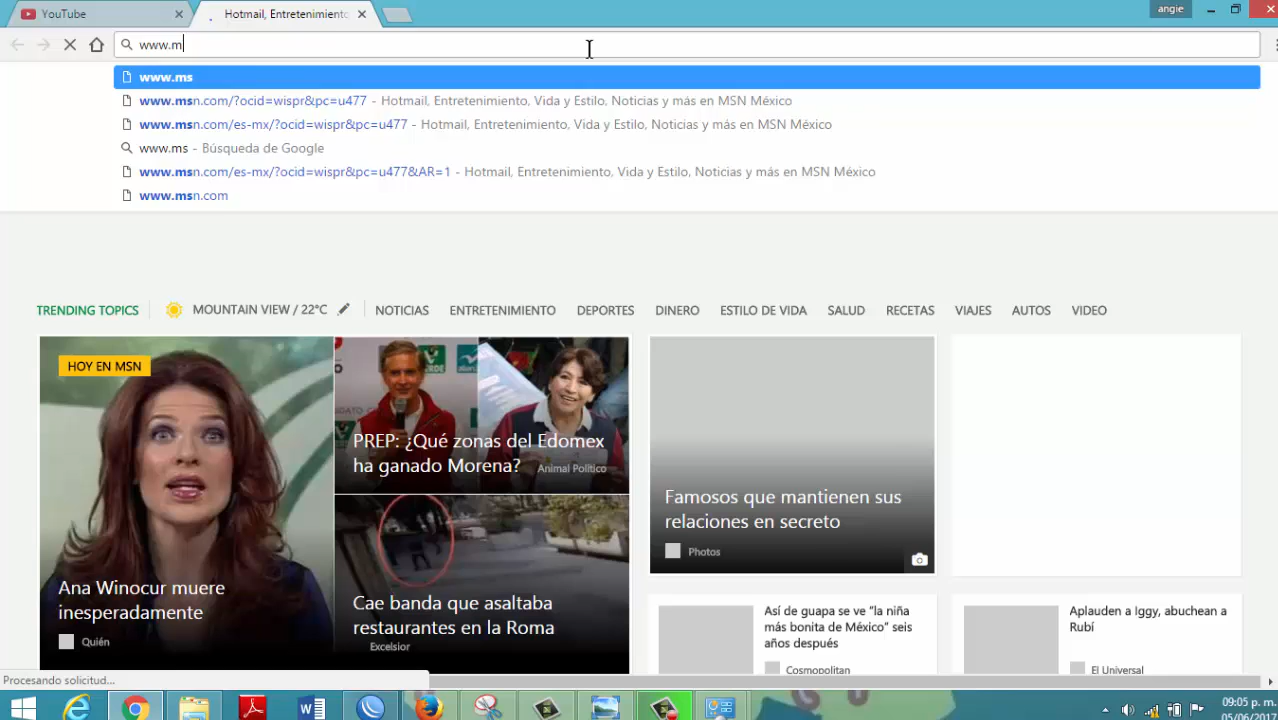 YouTube
Hotmail, Entretenimiento
angie
www.m
www.ms
www.msn.com/?ocid=wispr&pc=u477 - Hotmail, Entretenimiento, Vida y Estilo, Noticias y más en MSN México
www.msn.com/es-mx/?ocid=wispr&pc=u477 - Hotmail, Entretenimiento, Vida y Estilo, Noticias y más en MSN México
www.ms - Búsqueda de Google
www.msn.com/es-mx/?ocid=wispr&pc=u477&AR=1 - Hotmail, Entretenimiento, Vida y Estilo, Noticias y más en MSN México
www.msn.com
TRENDING TOPICS MOUNTAIN VIEW / 22°C NOTICIAS ENTRETENIMIENTO DEPORTES DINERO ESTILO DE VIDA SALUD RECETAS VIAJES AUTOS VIDEO
HOY EN MSN
Ana Winocur muere
inesperadamente
Quién
PREP: ¿Qué zonas del Edomex
ha ganado Morena? Animal Político
Cae banda que asaltaba
restaurantes en la Roma
Excelsior
Famosos que mantienen sus
relaciones en secreto
Photos
Así de guapa se ve "la niña
más bonita de México" seis
años después
Cosmopolitan
Aplauden a Iggy, abuchean a
Rubí
El Universal
Procesando solicitud...
09:05 p. m.
05/06/2017